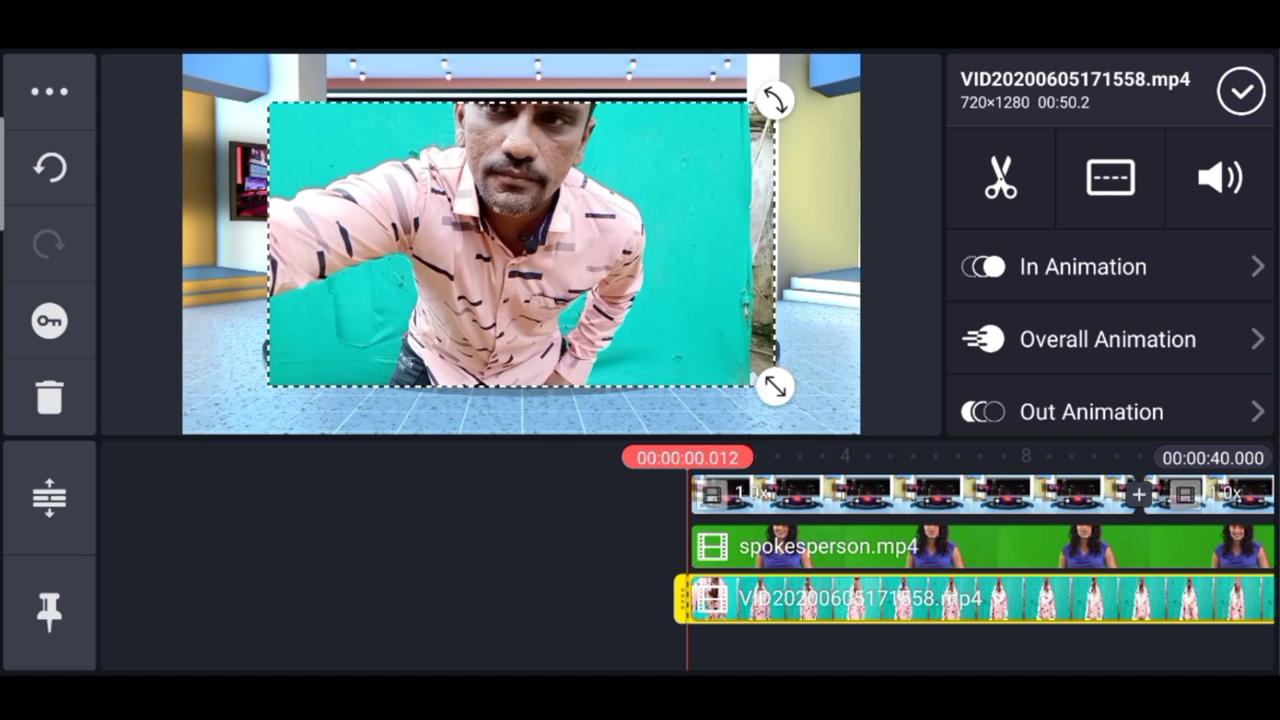 VID20200605171558.mp4
720×1280 00:50.2
In Animation
Overall Animation
Out Animation
00:00:00.012
4
8
00:00:40.000
1.0x
1.0x
spokesperson.mp4
VID20200605171558.mp4